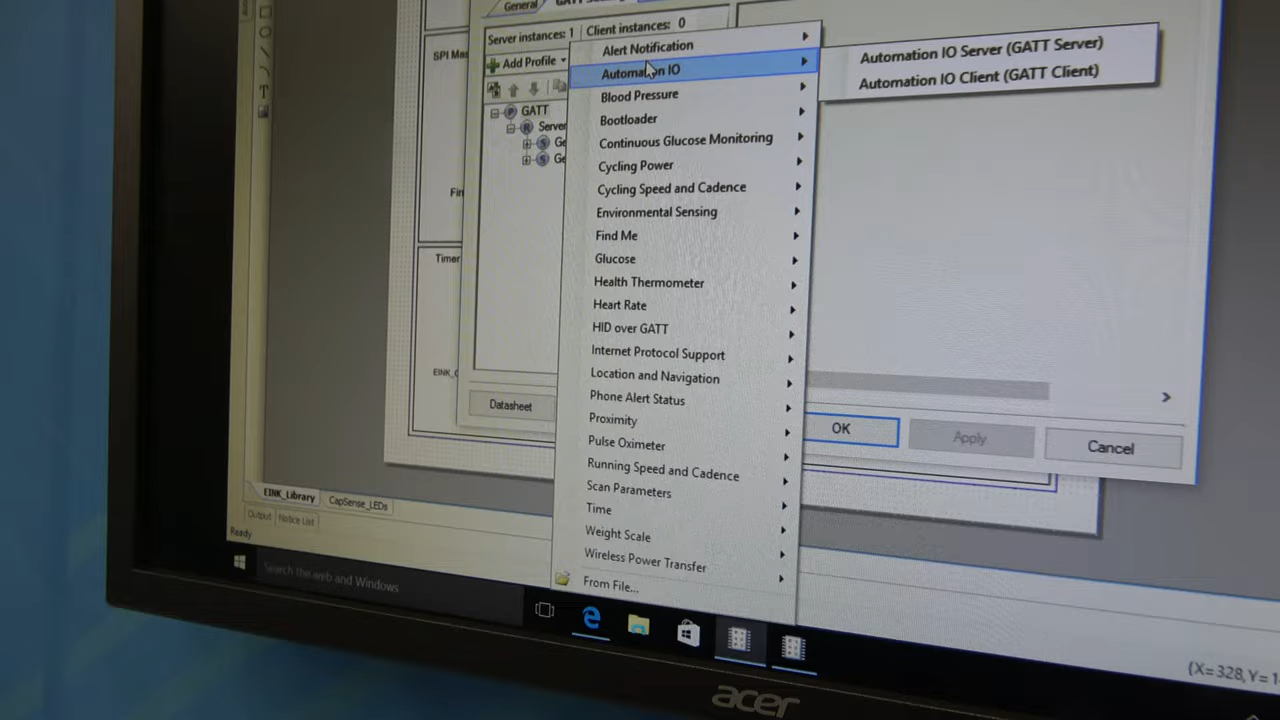 General
Server instances: 1
Client instances: 0
SPI
Add Profile
Alert Notification
Automation IO
Automation IO Server (GATT Server)
Automation IO Client (GATT Client)
Blood Pressure
GATT
Bootloader
Server
Continuous Glucose Monitoring
Cycling Power
Cycling Speed and Cadence
Environmental Sensing
Find Me
Timer
Glucose
Health Thermometer
Heart Rate
HID over GATT
Internet Protocol Support
Location and Navigation
Phone Alert Status
Datasheet
Proximity
OK
Apply
Cancel
Pulse Oximeter
Running Speed and Cadence
Scan Parameters
EINK_Library
CapSense_LEDs
Time
Output
Notice List
Ready
Weight Scale
Wireless Power Transfer
From File...
Search the web and Windows
(X=328,Y=1
acer